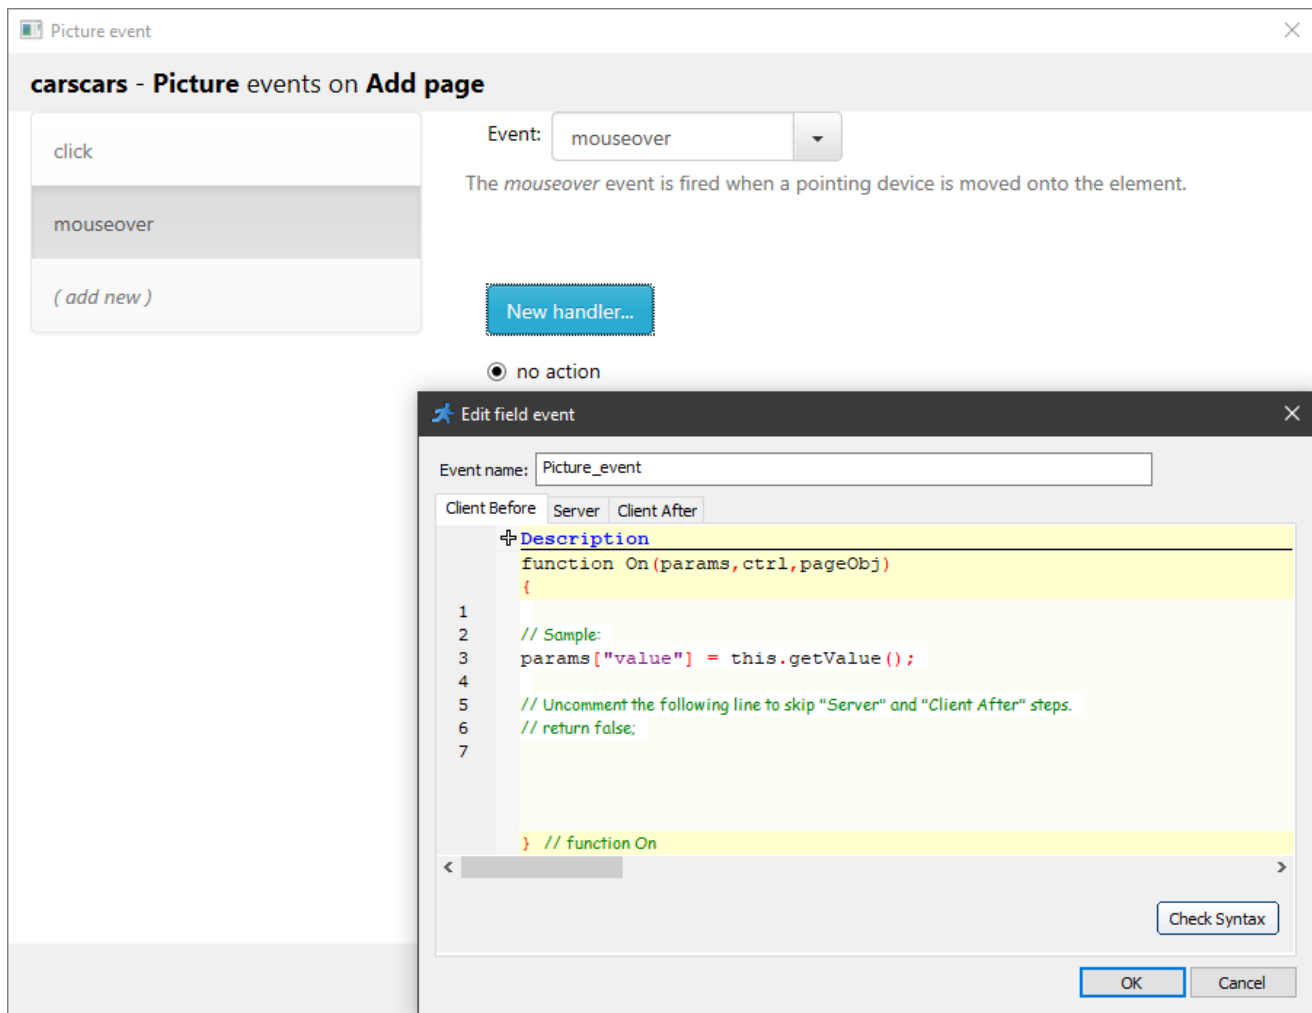 Picture event
carscars - Picture events on Add page
click
mouseover
( add new )
Event: mouseover
The mouseover event is fired when a pointing device is moved onto the element.
New handler...
no action
Edit field event
Event name: Picture_event
Client Before Server Client After
Description
function On(params,ctrl,pageObj)
{
1
2 // Sample:
3 params["value"] = this.getValue();
4
5 // Uncomment the following line to skip "Server" and "Client After" steps.
6 // return false;
7
} // function On
Check Syntax
OK Cancel